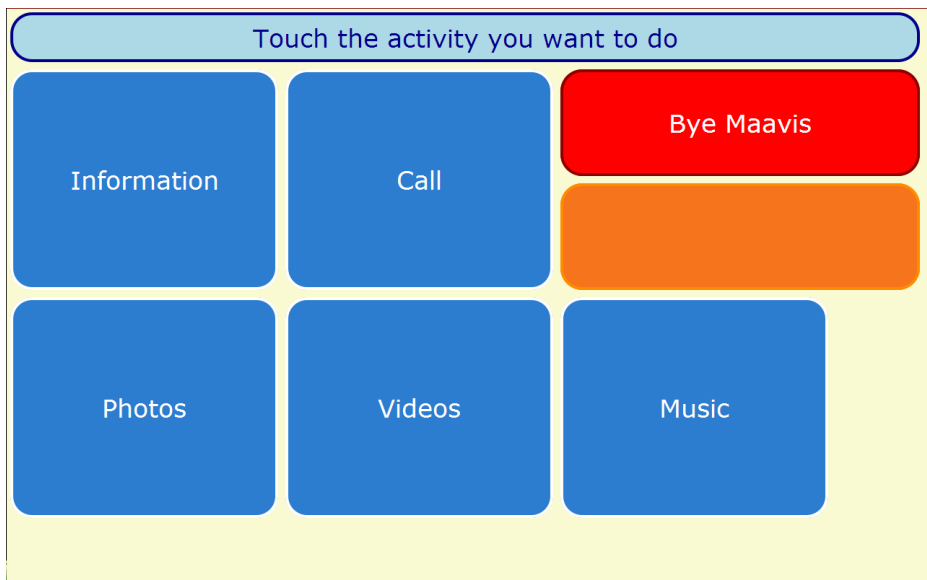 Touch the activity you want to do
Information
Call
Bye Maavis
Photos
Videos
Music